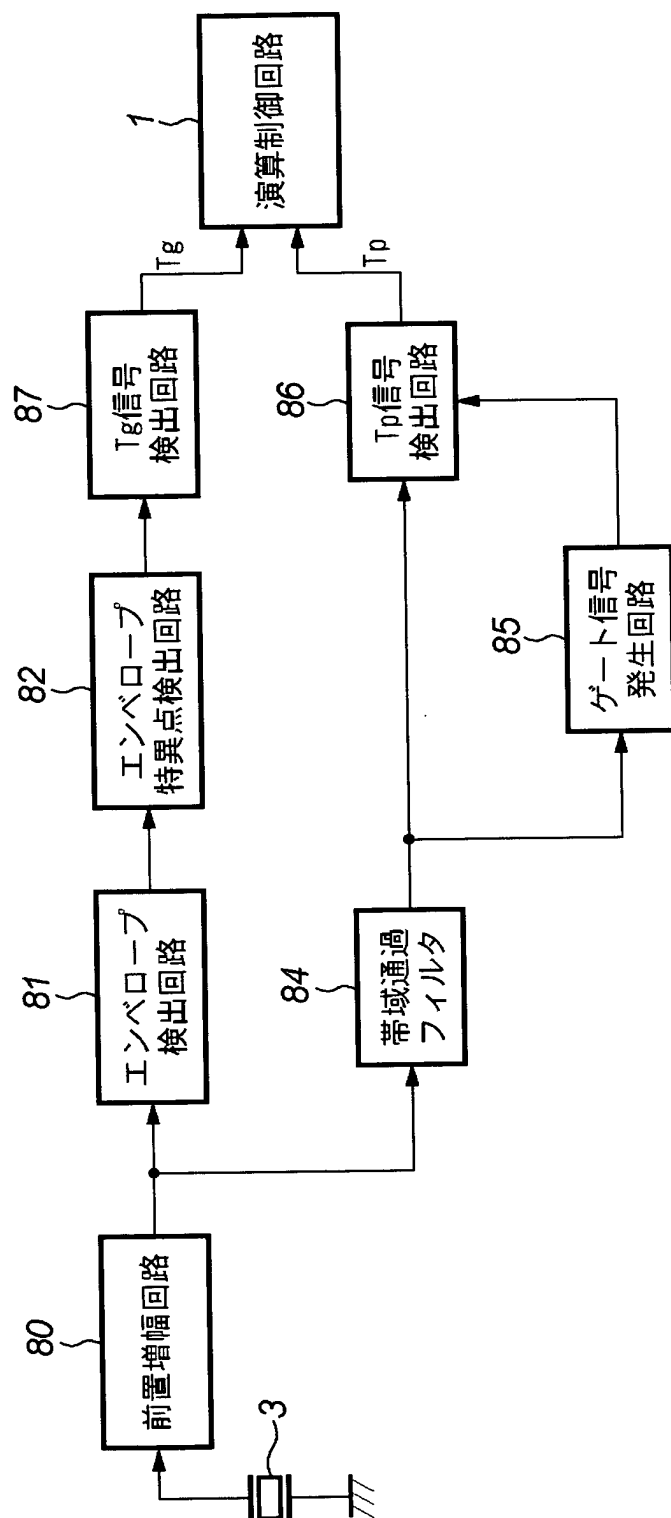 3
80
前置増幅回路
81
エンベロープ
検出回路
82
エンベロープ
特異点検出回路
87
Tg信号
検出回路
Tg
1
演算制御回路
84
帯域通過
フィルタ
85
ゲート信号
発生回路
86
Tp信号
検出回路
Tp